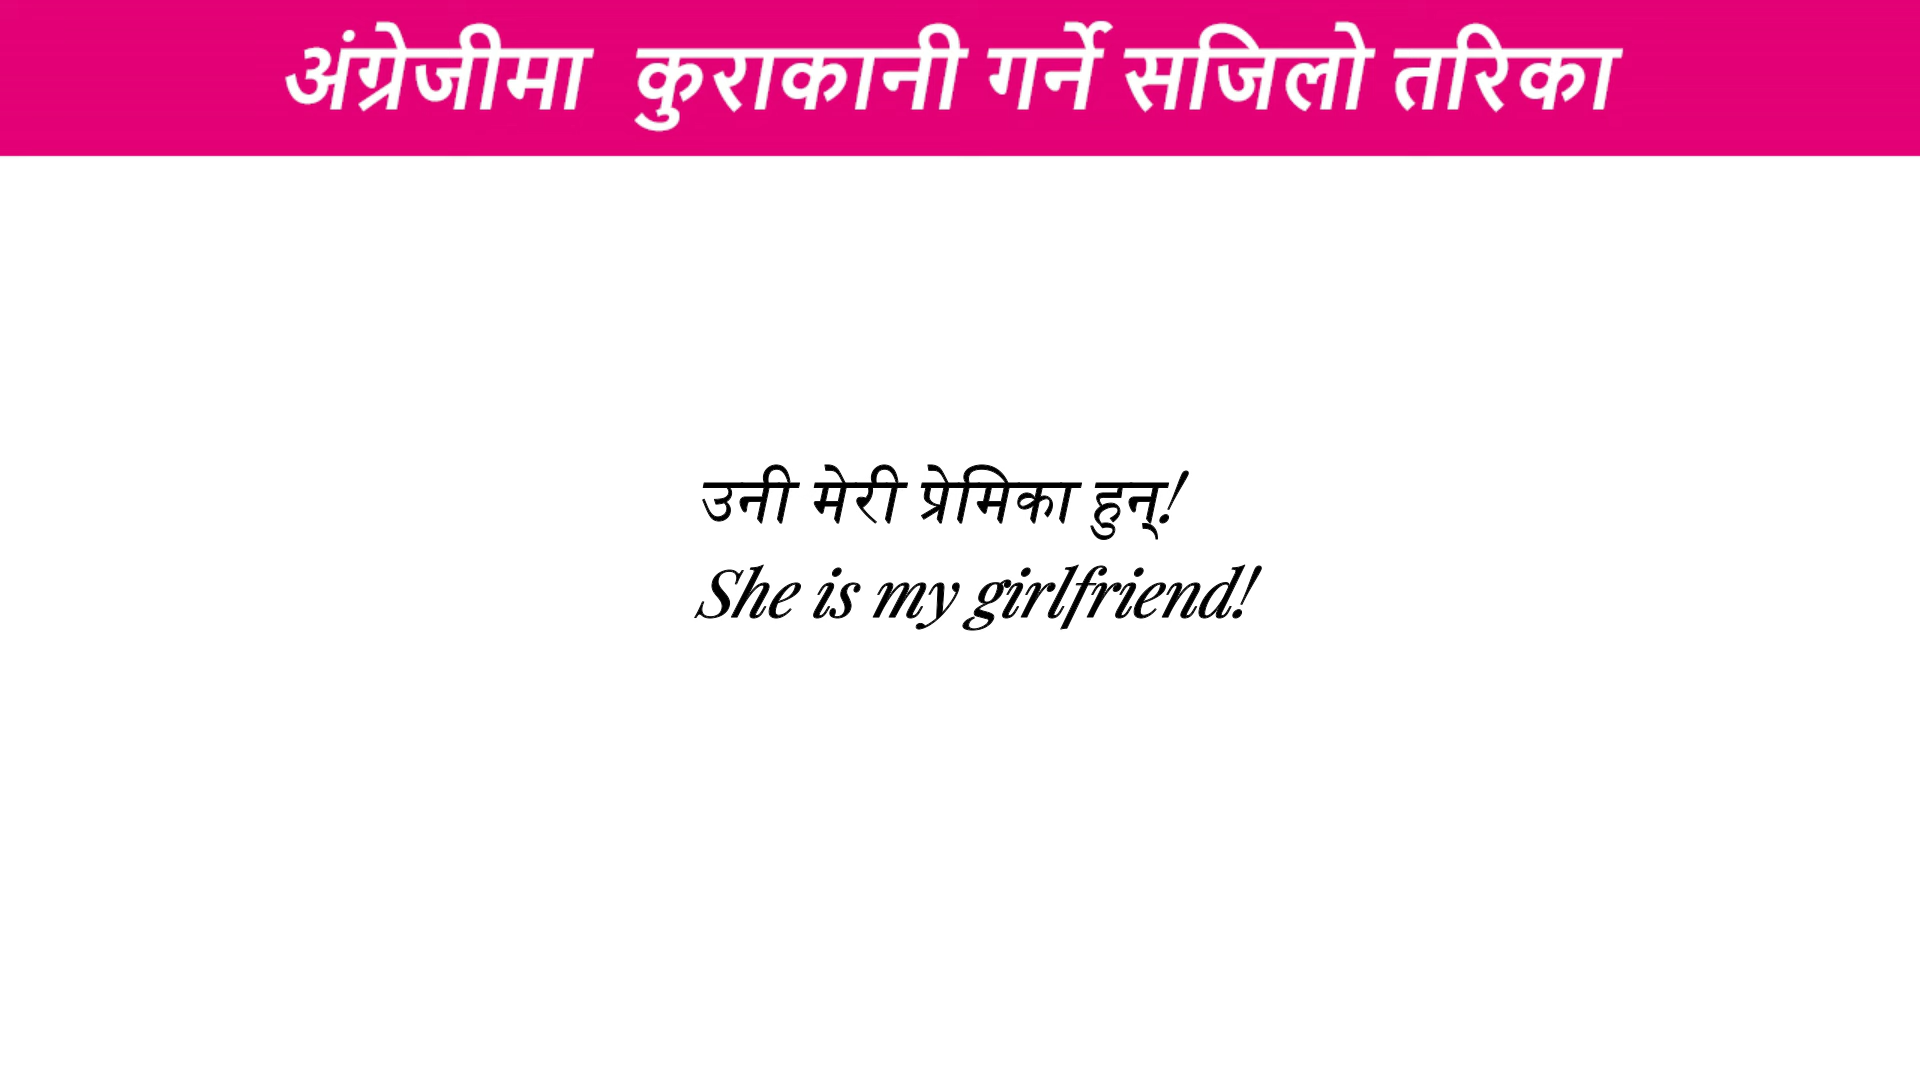 अंग्रेजीमा कुराकानी गर्ने सजिलो तरिका
उनी मेरी प्रेमिका हुन्!
She is my girlfriend!